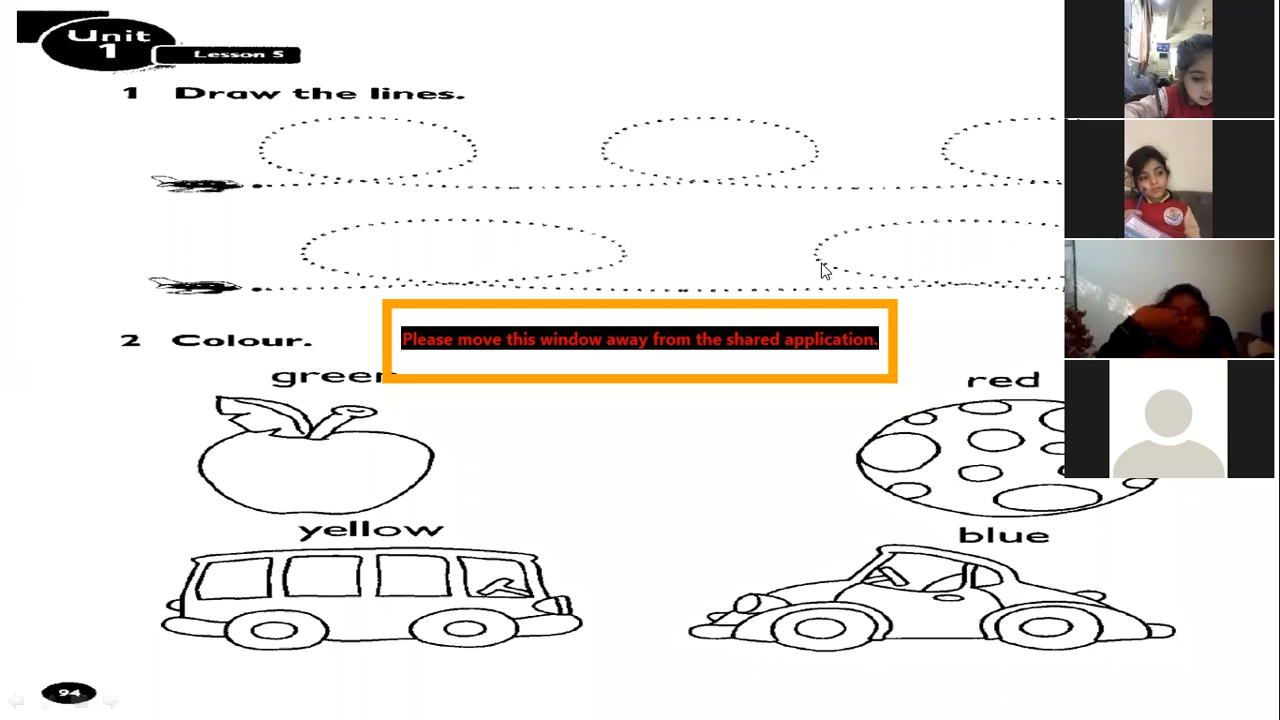 Unit
1
Lesson 5
1 Draw the lines.
2 Colour.
Please move this window away from the shared application.
green
red
yellow
blue
94